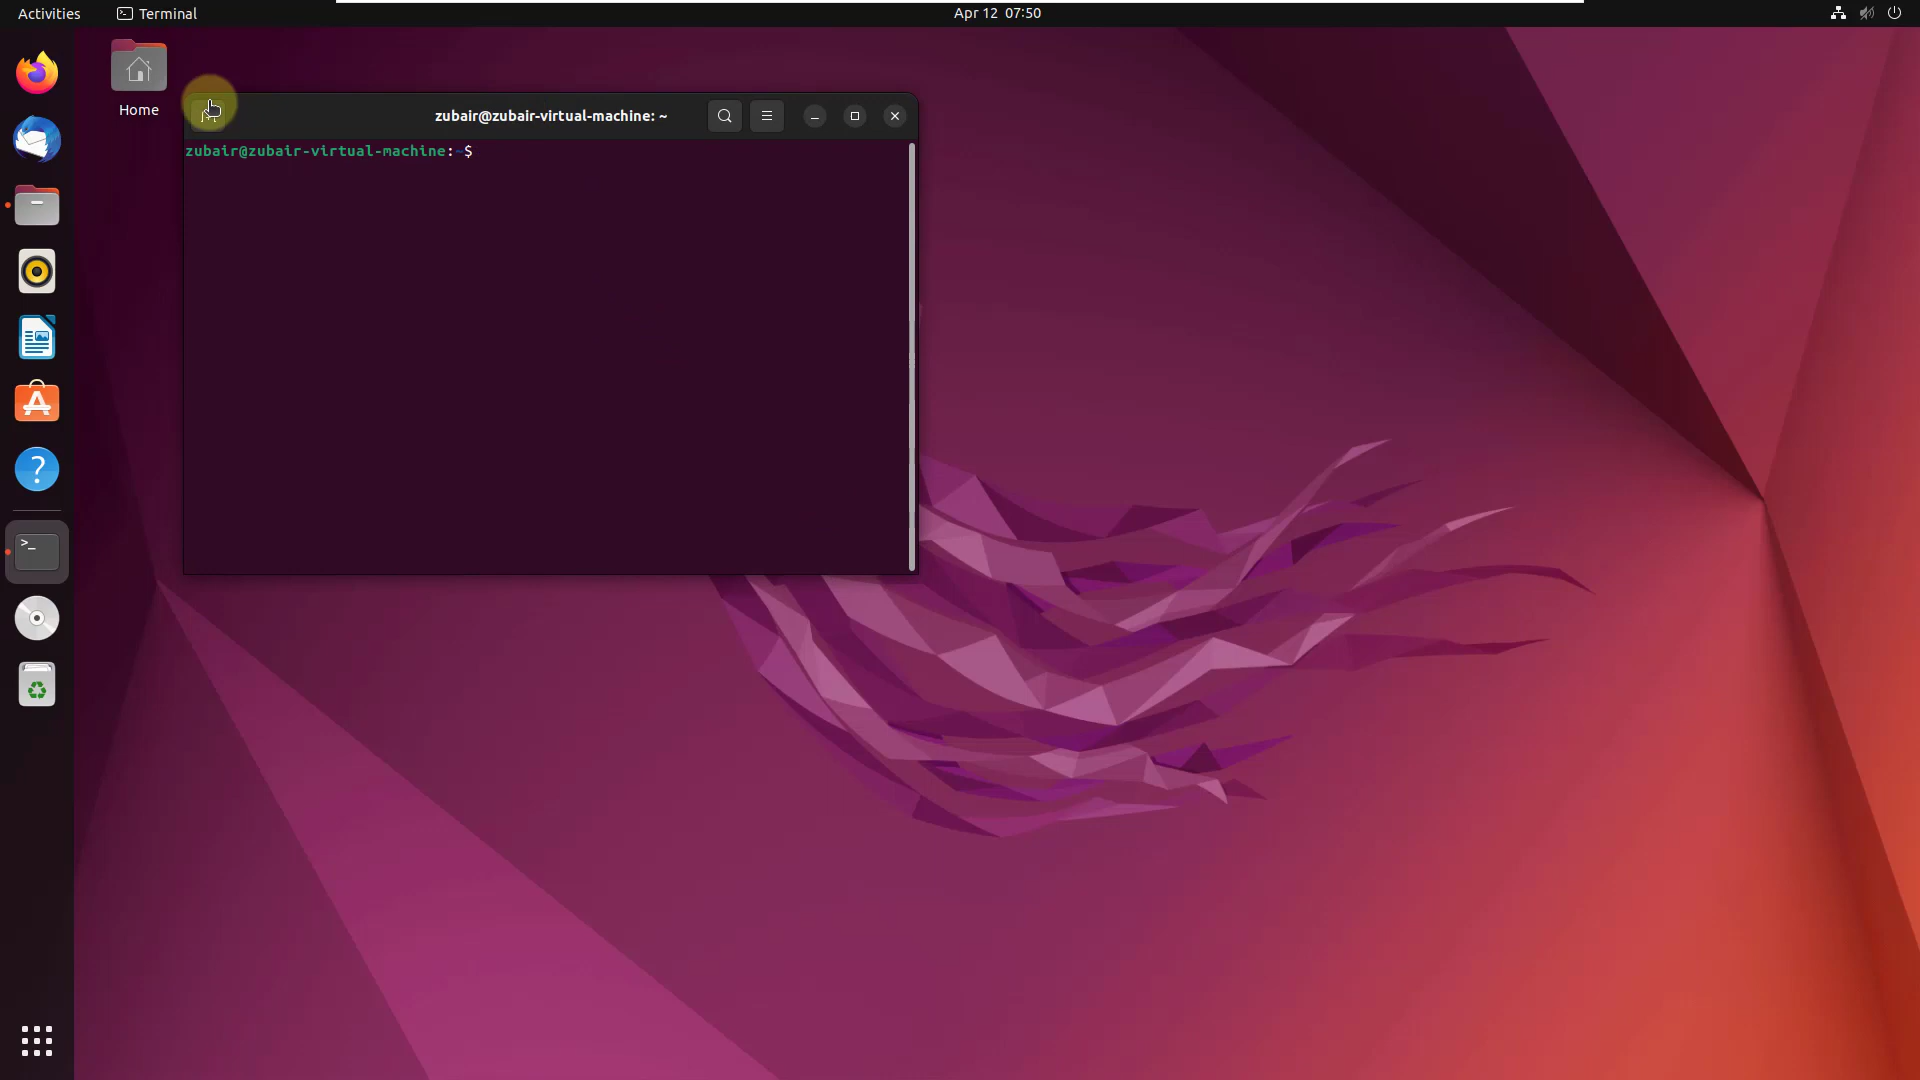 Activities
Terminal
Apr 12 07:50
Home
zubair@zubair-virtual-machine: ~
zubair@zubair-virtual-machine:~$
>_